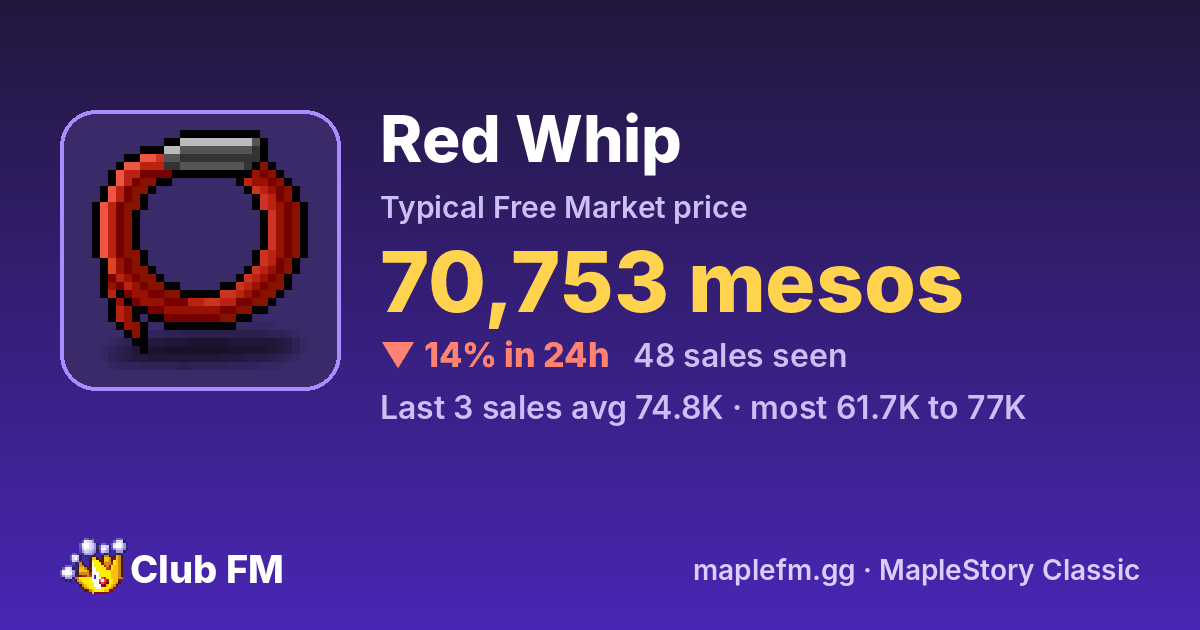 Red Whip
Typical Free Market price
70,753 mesos
▼ 14% in 24h 48 sales seen
Last 3 sales avg 74.8K · most 61.7K to 77K
Club FM
maplefm.gg · MapleStory Classic